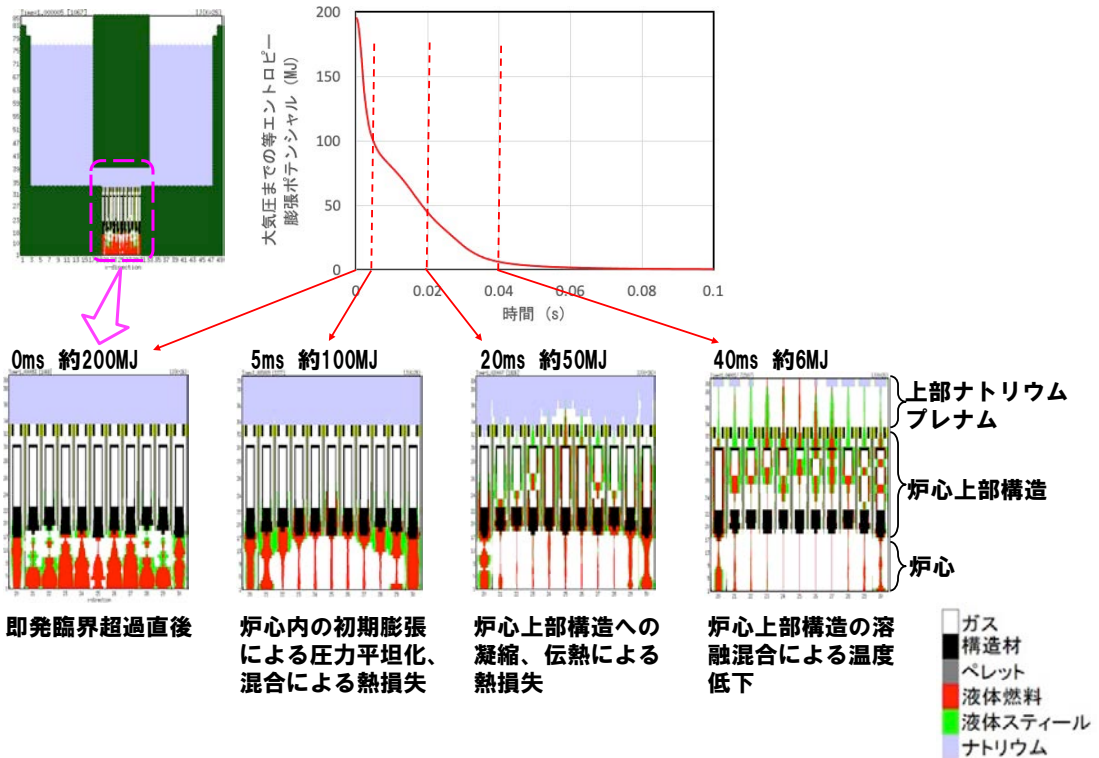 Time=1.000005 [1067]
IJ(K=26)
200
150
100
50
0
大気圧までの等エントロピー
膨張ポテンシャル (MJ)
0
0.02
0.04
0.06
0.08
0.1
時間 (s)
0ms 約200MJ
5ms 約100MJ
20ms 約50MJ
40ms 約6MJ
上部ナトリウム
プレナム
炉心上部構造
炉心
即発臨界超過直後
炉心内の初期膨張
による圧力平坦化、
混合による熱損失
炉心上部構造への
凝縮、伝熱による
熱損失
炉心上部構造の溶
融混合による温度
低下
ガス
構造材
ペレット
液体燃料
液体スティール
ナトリウム